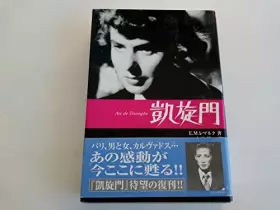 Arc de Triomphe
凱旋門
E.M.レマルク 著
パリ、男と女、カルヴァドス…
あの感動が
今ここに甦る!!
「凱旋門」待望の復刊!!